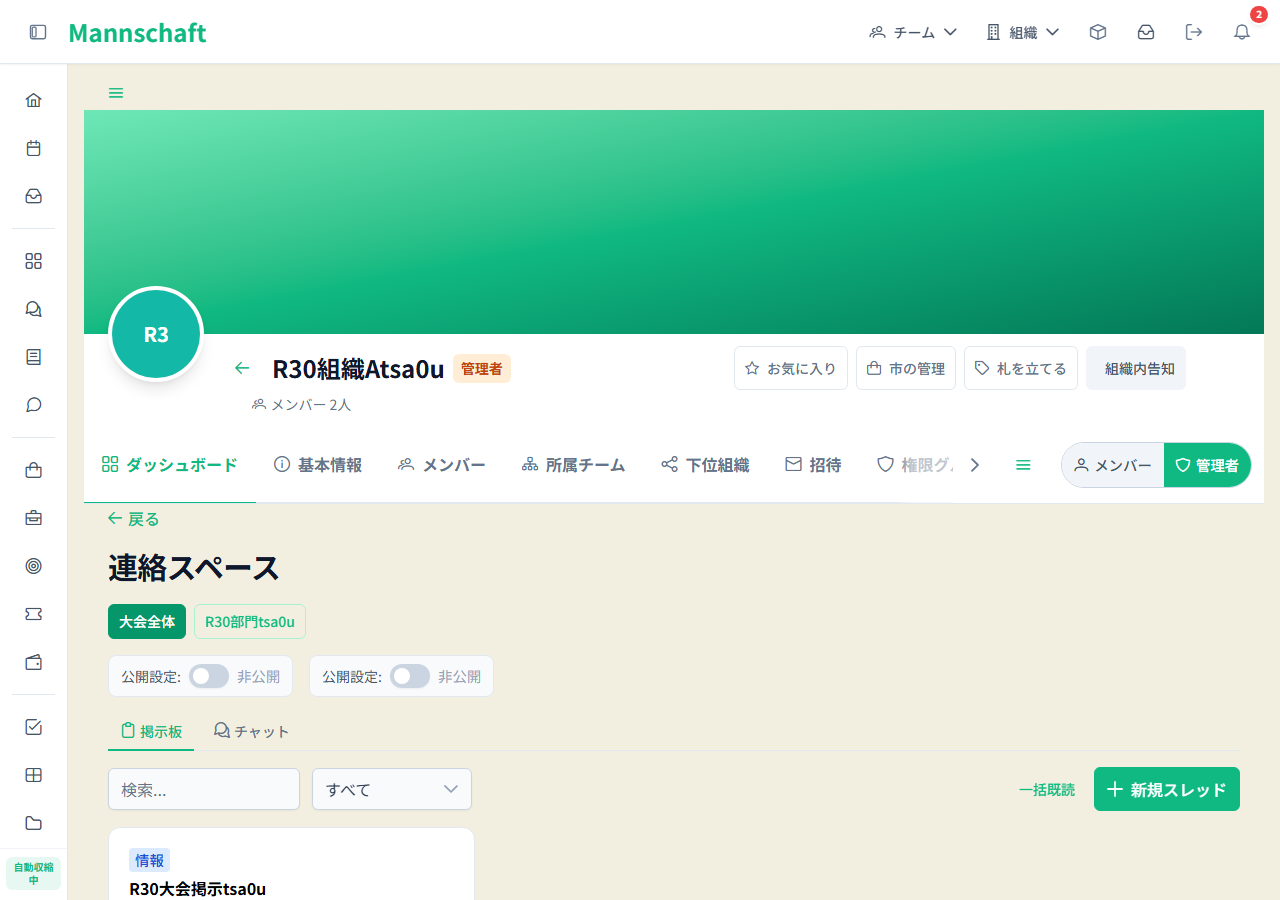 Mannschaft
チーム
組織
2
R3
R30組織Atsa0u
管理者
メンバー 2人
お気に入り
市の管理
札を立てる
組織内告知
ダッシュボード
基本情報
メンバー
所属チーム
下位組織
招待
権限グ
メンバー
管理者
戻る
連絡スペース
大会全体
R30部門tsa0u
公開設定:
非公開
公開設定:
非公開
掲示板
チャット
検索...
すべて
一括既読
新規スレッド
情報
R30大会掲示tsa0u
自動収縮
中